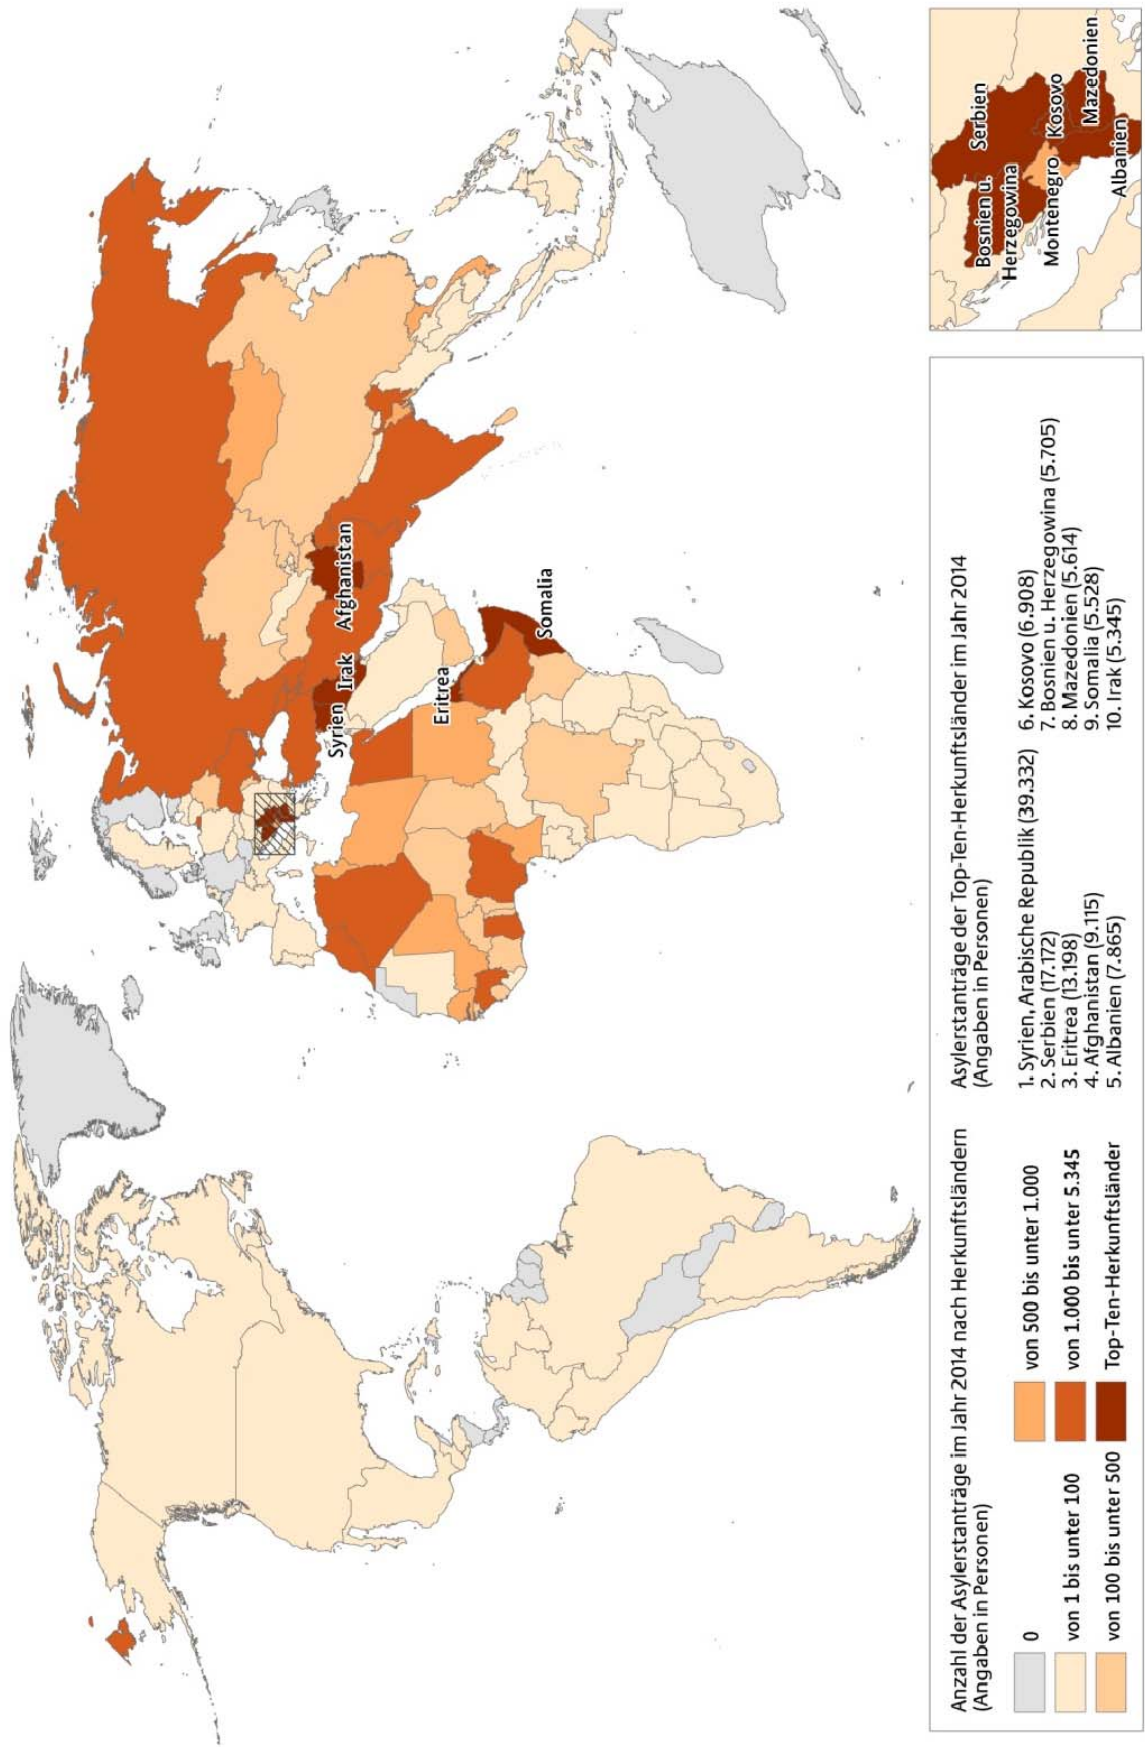 Syrien
Irak
Afghanistan
Eritrea
Somalia
Anzahl der Asylerstanträge im Jahr 2014 nach Herkunftsländern
(Angaben in Personen)
0
von 1 bis unter 100
von 100 bis unter 500
von 500 bis unter 1.000
von 1.000 bis unter 5.345
Top-Ten-Herkunftsländer
Asylerstanträge der Top-Ten-Herkunftsländer im Jahr 2014
(Angaben in Personen)
1. Syrien, Arabische Republik (39.332)
2. Serbien (17.172)
3. Eritrea (13.198)
4. Afghanistan (9.115)
5. Albanien (7.865)
6. Kosovo (6.908)
7. Bosnien u. Herzegowina (5.705)
8. Mazedonien (5.614)
9. Somalia (5.528)
10. Irak (5.345)
Serbien
Bosnien u.
Herzegowina
Montenegro
Kosovo
Mazedonien
Albanien